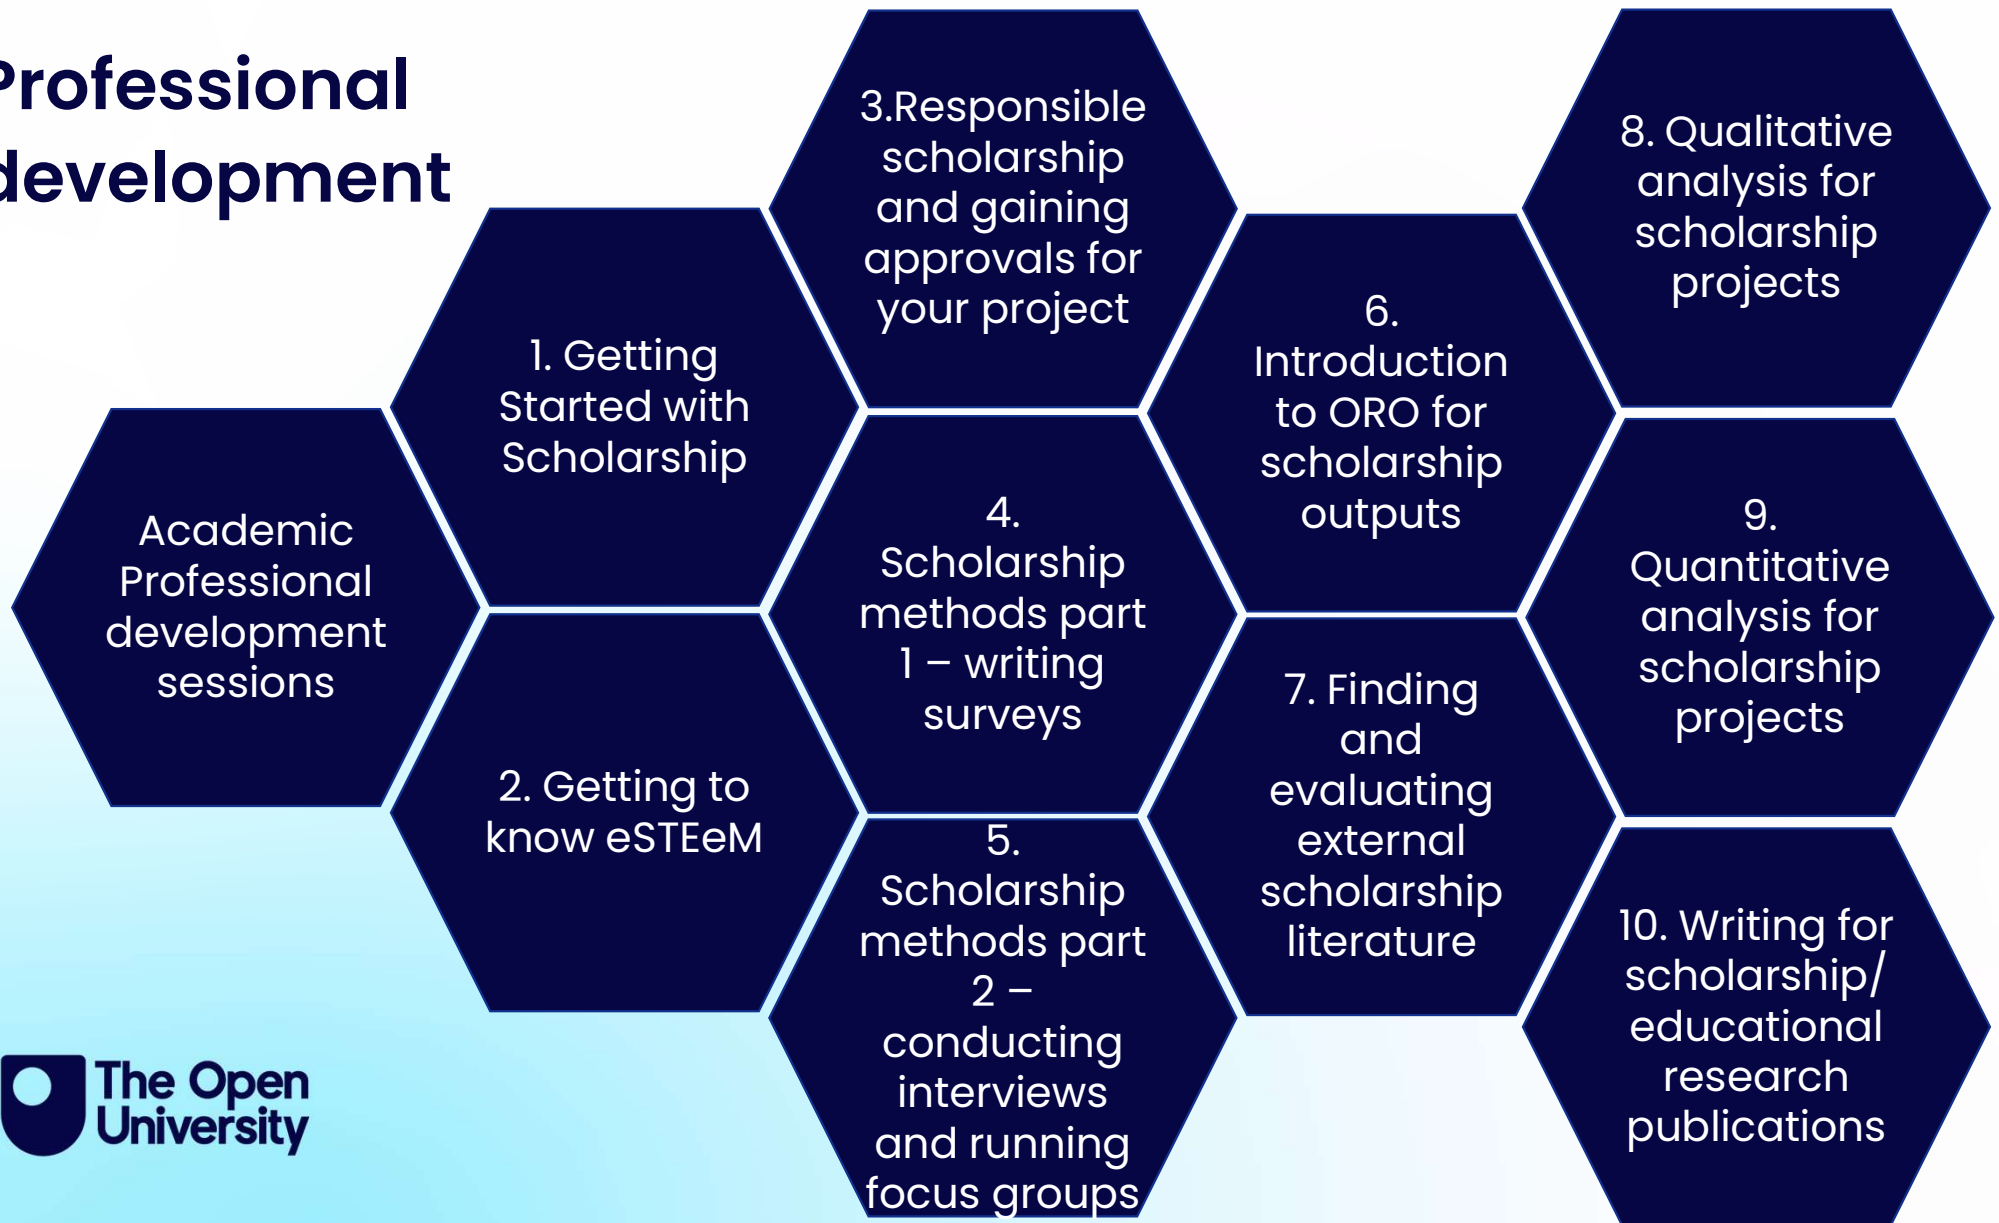 Professional
development
Academic
Professional
development
sessions
1. Getting
Started with
Scholarship
2. Getting to
know eSTEeM
3.Responsible
scholarship
and gaining
approvals for
your project
4.
Scholarship
methods part
1 – writing
surveys
5.
Scholarship
methods part
2 –
conducting
interviews
and running
focus groups
6.
Introduction
to ORO for
scholarship
outputs
7. Finding
and
evaluating
external
scholarship
literature
8. Qualitative
analysis for
scholarship
projects
9.
Quantitative
analysis for
scholarship
projects
10. Writing for
scholarship/
educational
research
publications
The Open
University